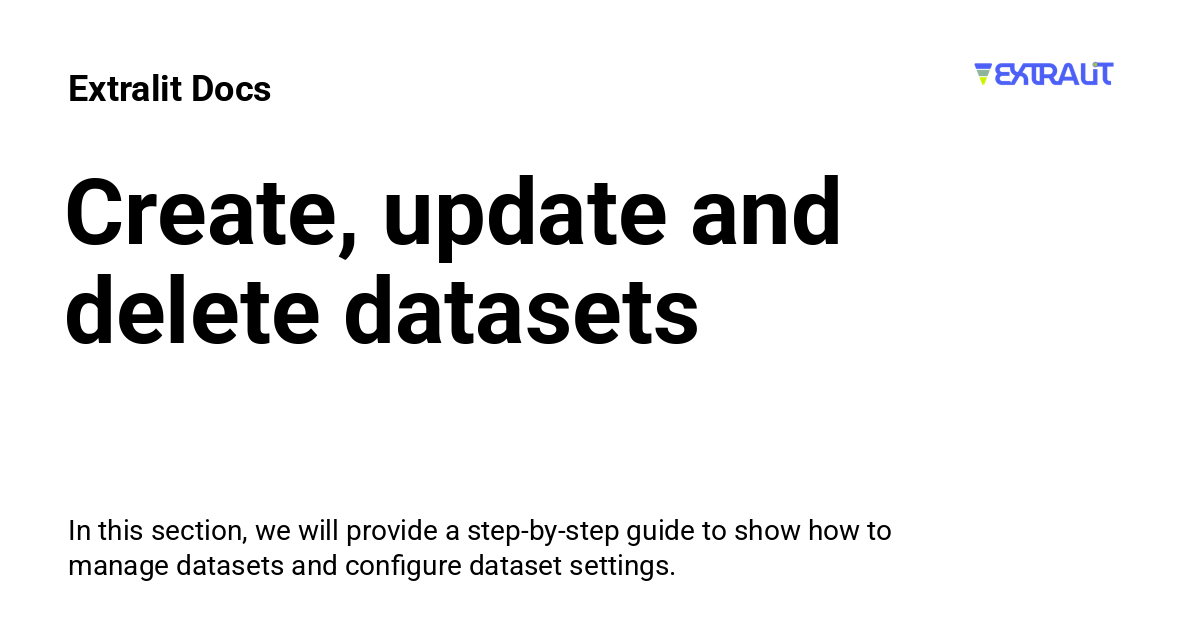 Extralit Docs
EXTRALIT
Create, update and
delete datasets
In this section, we will provide a step-by-step guide to show how to
manage datasets and configure dataset settings.